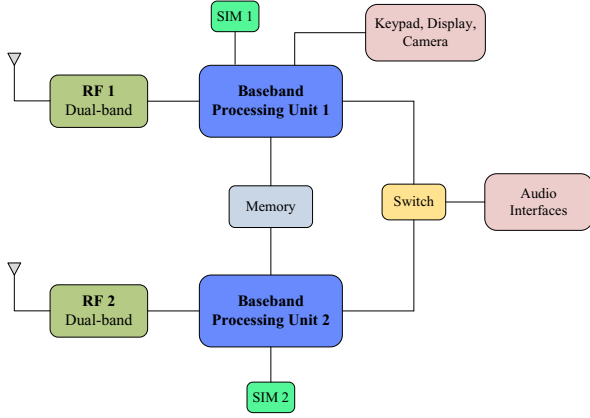 SIM 1
Keypad, Display,
Camera
RF 1
Dual-band
Baseband
Processing Unit 1
Memory
Switch
Audio
Interfaces
RF 2
Dual-band
Baseband
Processing Unit 2
SIM 2